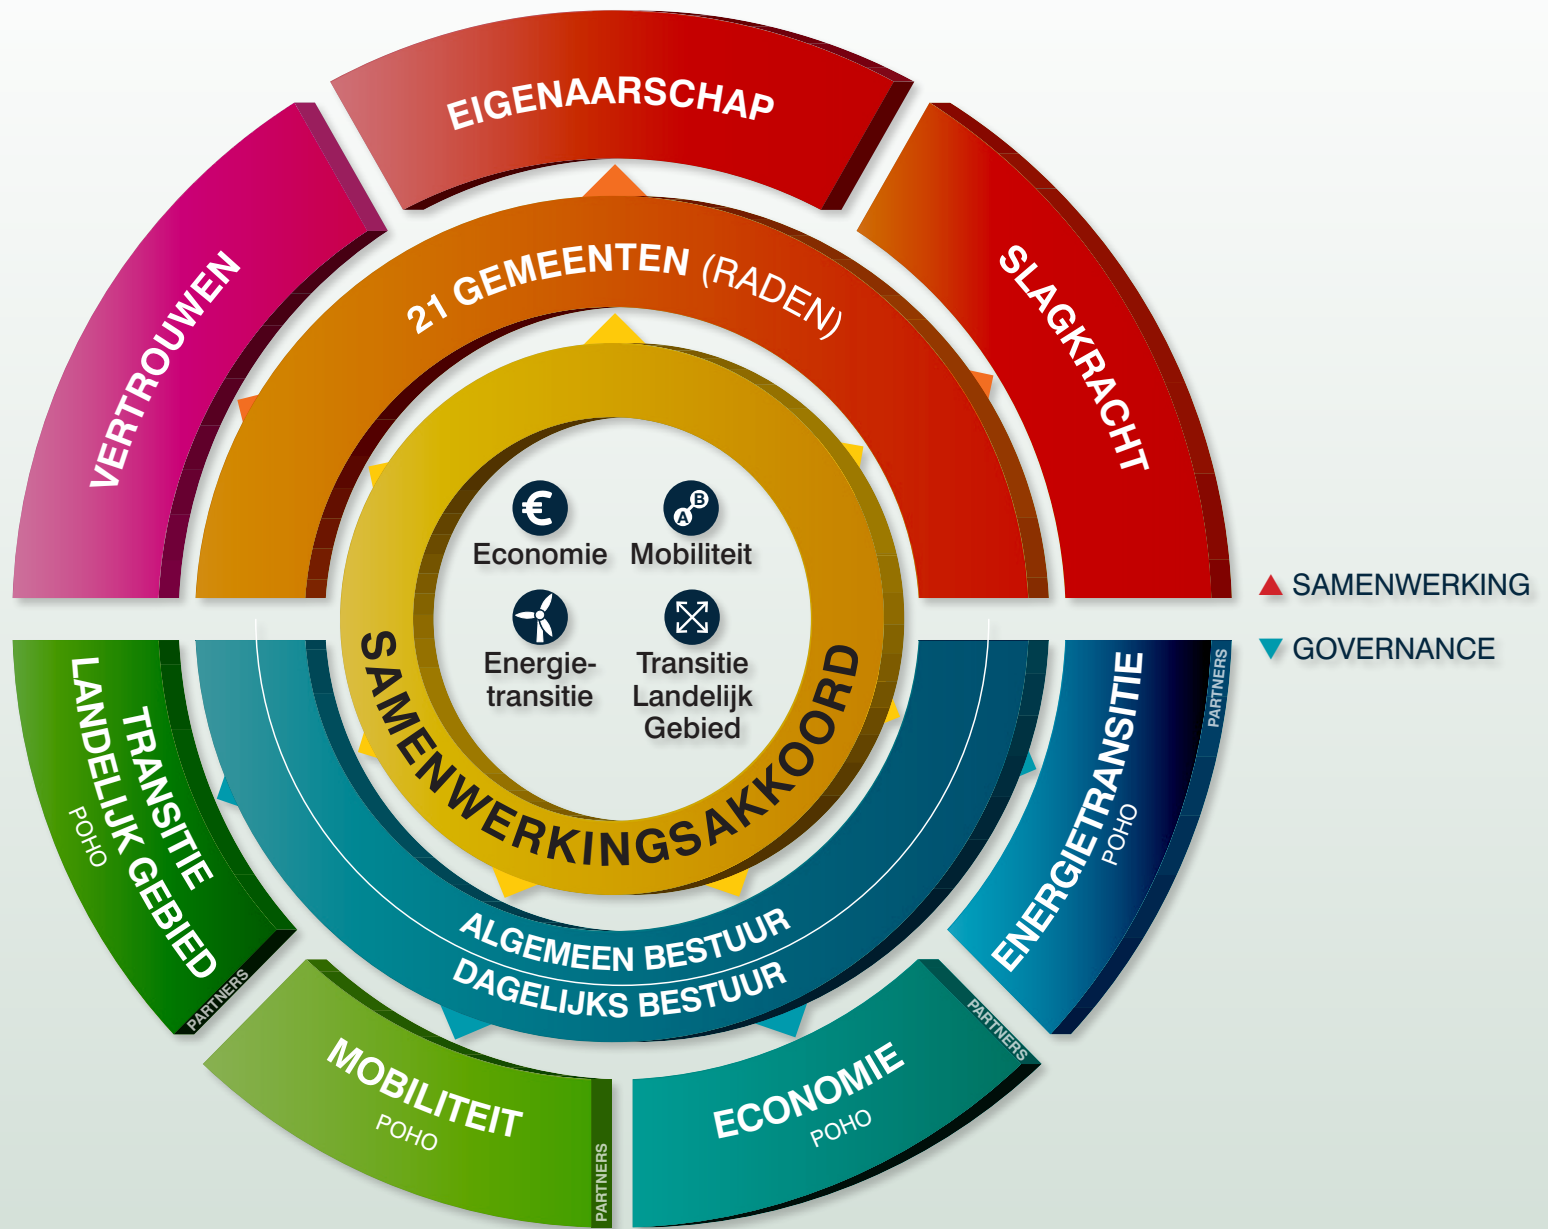 EIGENAARSCHAP
VERTROUWEN
SLAGKRACHT
21 GEMEENTEN (RADEN)
€
Economie
A B
Mobiliteit
Energie-
transitie
Transitie
Landelijk
Gebied
SAMENWERKINGSAKKOORD
▲ SAMENWERKING
▼ GOVERNANCE
ALGEMEEN BESTUUR
DAGELIJKS BESTUUR
TRANSITIE
LANDELIJK GEBIED
POHO
PARTNERS
MOBILITEIT
POHO
PARTNERS
ECONOMIE
POHO
PARTNERS
ENERGIETRANSITIE
POHO
PARTNERS